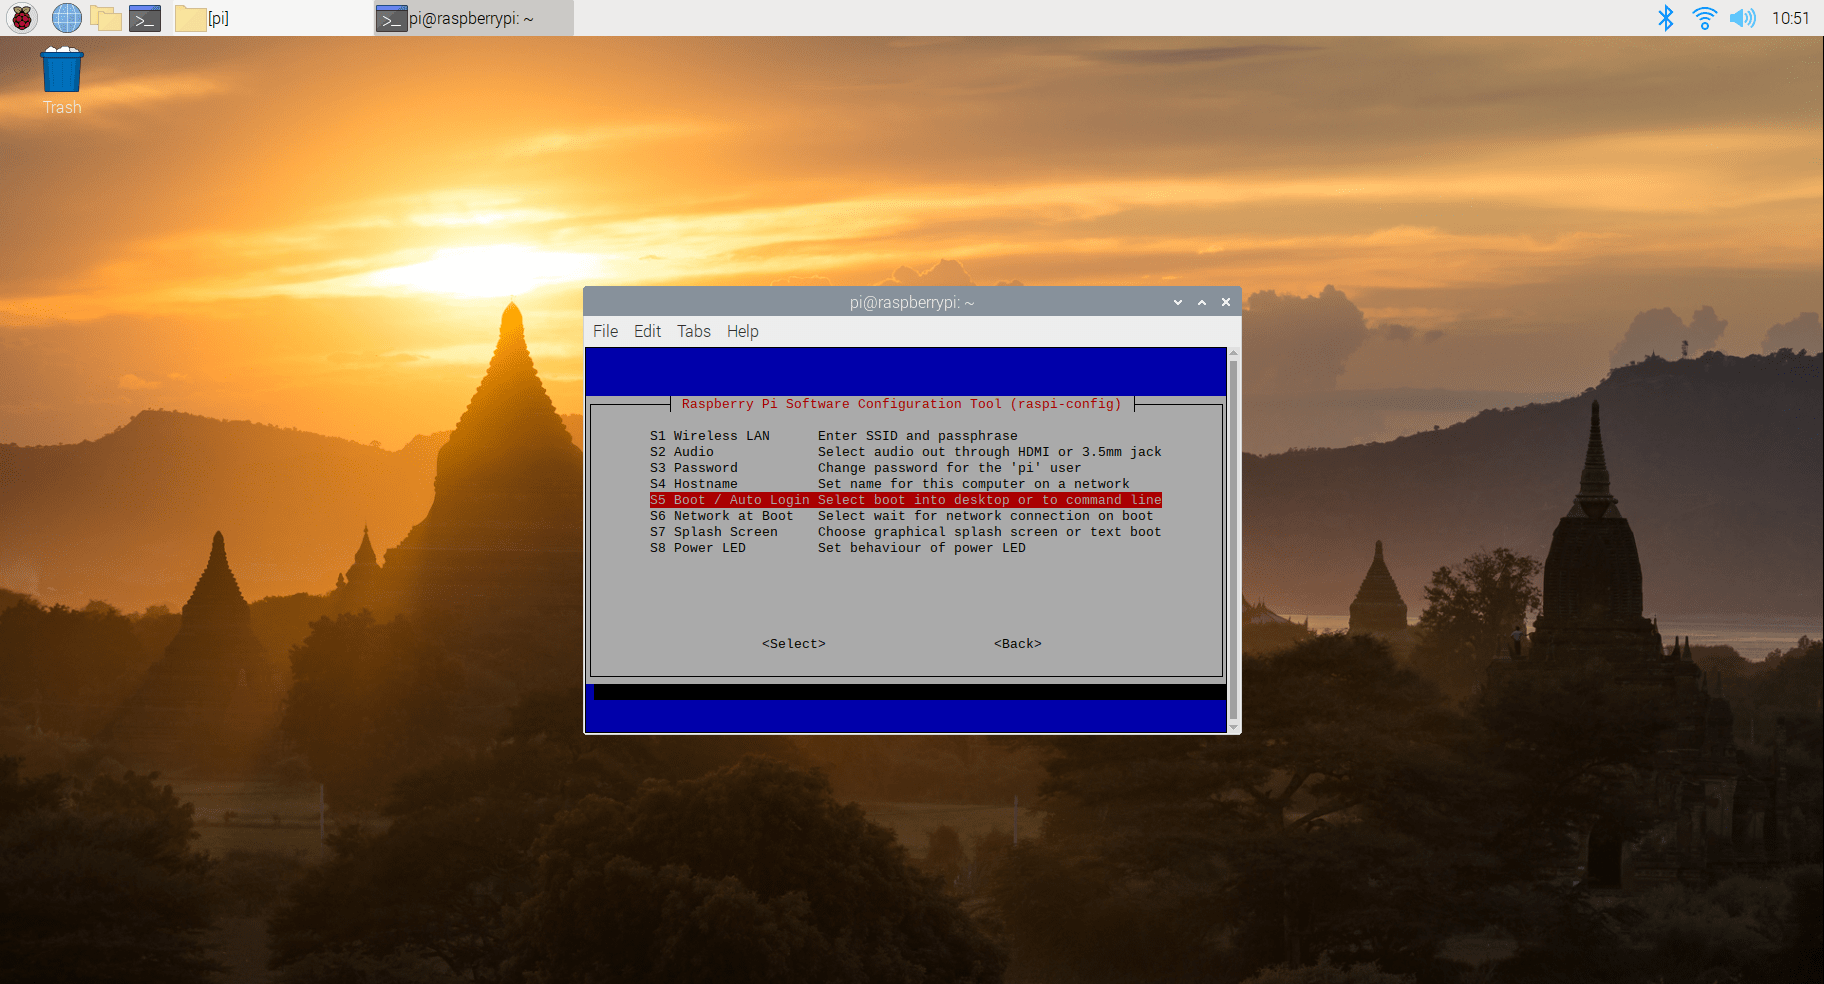 [pi]
pi@raspberrypi: ~
10:51
Trash
pi@raspberrypi: ~
File Edit Tabs Help
Raspberry Pi Software Configuration Tool (raspi-config)
S1 Wireless LAN Enter SSID and passphrase
S2 Audio Select audio out through HDMI or 3.5mm jack
S3 Password Change password for the 'pi' user
S4 Hostname Set name for this computer on a network
S5 Boot / Auto Login Select boot into desktop or to command line
S6 Network at Boot Select wait for network connection on boot
S7 Splash Screen Choose graphical splash screen or text boot
S8 Power LED Set behaviour of power LED
<Select> <Back>